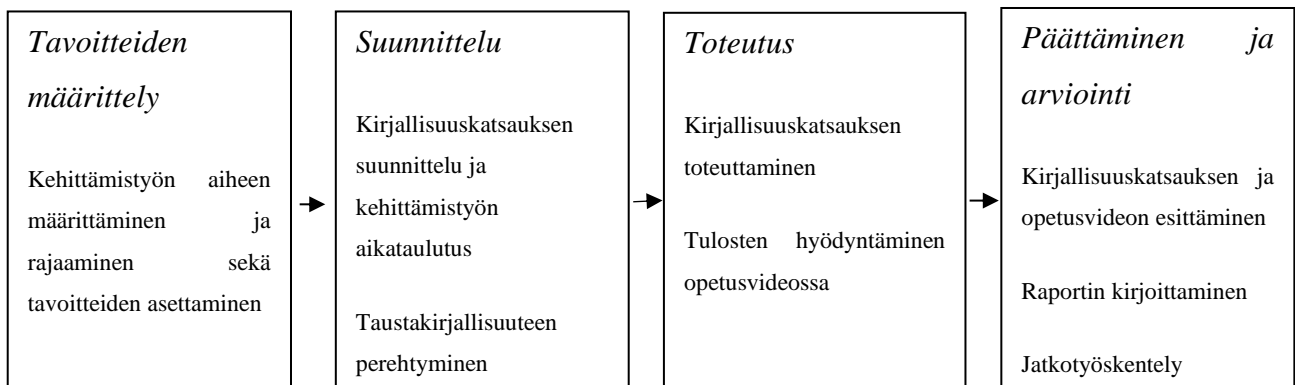 Tavoitteiden
määrittely
Kehittämistyön aiheen
määrittäminen ja
rajaaminen sekä
tavoitteiden asettaminen
Suunnittelu
Kirjallisuuskatsauksen
suunnittelu ja
kehittämistyön
aikataulutus
Taustakirjallisuuteen
perehtyminen
Toteutus
Kirjallisuuskatsauksen
toteuttaminen
Tulosten hyödyntäminen
opetusvideossa
Päättäminen ja
arviointi
Kirjallisuuskatsauksen ja
opetusvideon esittäminen
Raportin kirjoittaminen
Jatkotyöskentely